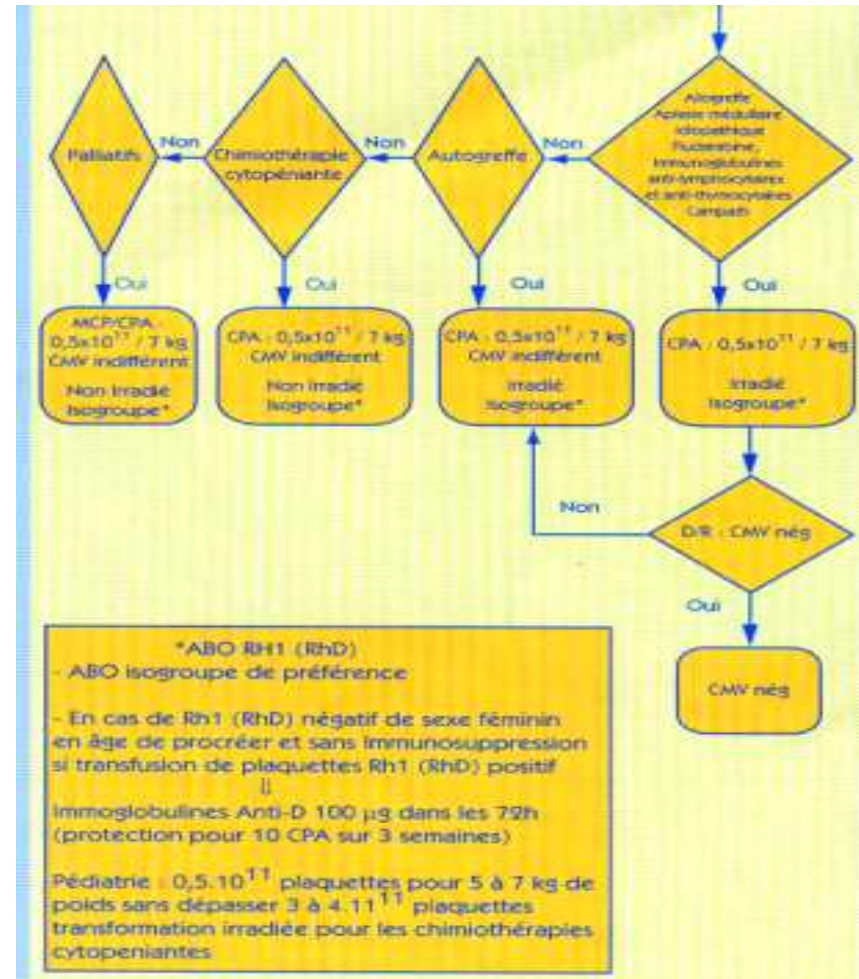 Allogreffe
Aplasie médullaire
idiopathique
Fludarabine,
Immunoglobulines
anti-lymphocytaires
et anti-thymocytaires
Campath
Non
Autogreffe
Non
Chimiothérapie
cytopéniante
Non
Palliatifs
Oui
Oui
Oui
Oui
MCP/CPA :
0,5x10¹¹ / 7 kg
CMV indifférent
Non Irradié
Isogroupe*
CPA : 0,5x10¹¹ / 7 kg
CMV indifférent
Non Irradié
Isogroupe*
CPA : 0,5x10¹¹ / 7 kg
CMV indifférent
Irradié
Isogroupe*
CPA : 0,5x10¹¹ / 7 kg
Irradié
Isogroupe*
Non
D/R : CMV nég
Oui
CMV nég
*ABO RH1 (RhD)
- ABO isogroupe de préférence
- En cas de Rh1 (RhD) négatif de sexe féminin
en âge de procréer et sans immunosuppression
si transfusion de plaquettes Rh1 (RhD) positif
⇓
Immoglobulines Anti-D 100 µg dans les 72h
(protection pour 10 CPA sur 3 semaines)
Pédiatrie : 0,5.10¹¹ plaquettes pour 5 à 7 kg de
poids sans dépasser 3 à 4.11¹¹ plaquettes
transformation irradiée pour les chimiothérapies
cytopeniantes